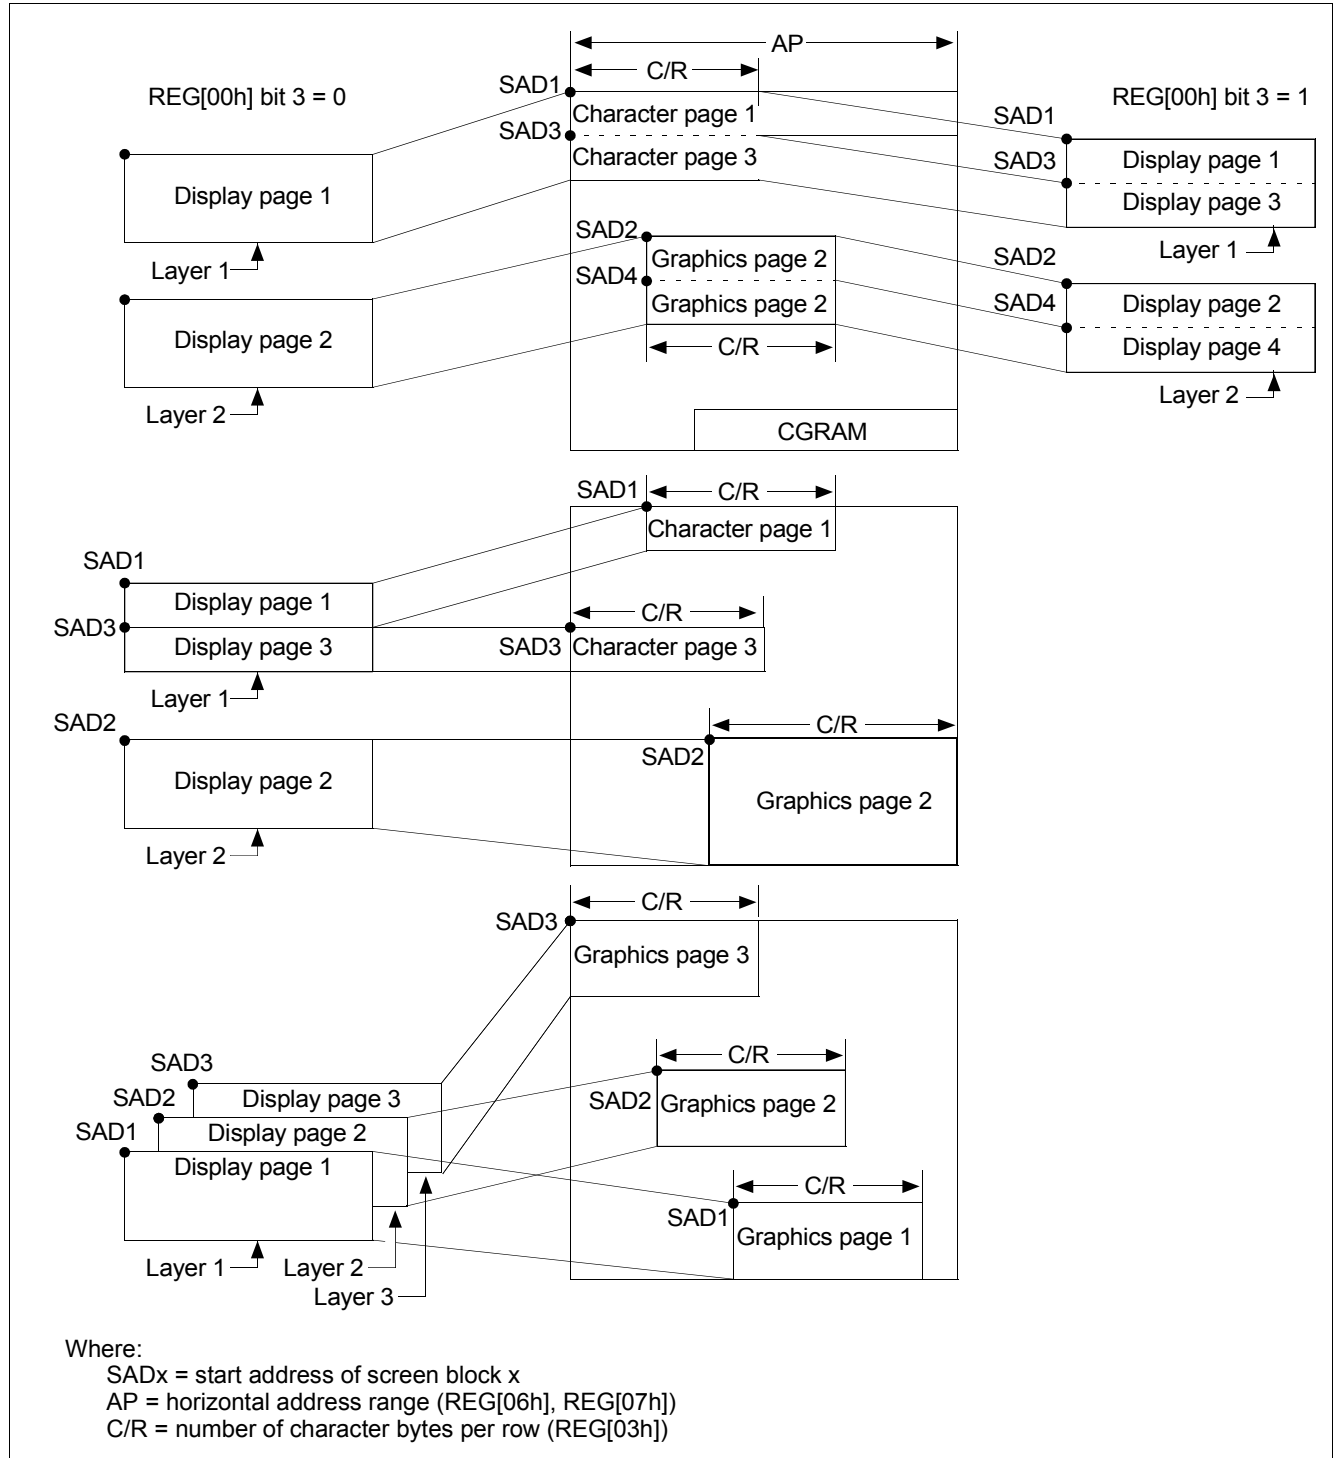 AP
C/R
REG[00h] bit 3 = 0
SAD1
REG[00h] bit 3 = 1
Character page 1
SAD1
SAD3
Character page 3
SAD3
Display page 1
Display page 1
Display page 3
SAD2
Layer 1
Layer 1
Graphics page 2
SAD2
SAD4
Graphics page 2
SAD4
Display page 2
Display page 2
C/R
Display page 4
Layer 2
Layer 2
CGRAM
SAD1
C/R
Character page 1
SAD1
Display page 1
C/R
SAD3
Display page 3
SAD3
Character page 3
Layer 1
SAD2
C/R
SAD2
Display page 2
Graphics page 2
Layer 2
C/R
SAD3
Graphics page 3
SAD3
C/R
SAD2
Display page 3
SAD2
Graphics page 2
SAD1
Display page 2
Display page 1
C/R
SAD1
Graphics page 1
Layer 1
Layer 2
Layer 3
Where:
SADx = start address of screen block x
AP = horizontal address range (REG[06h], REG[07h])
C/R = number of character bytes per row (REG[03h])